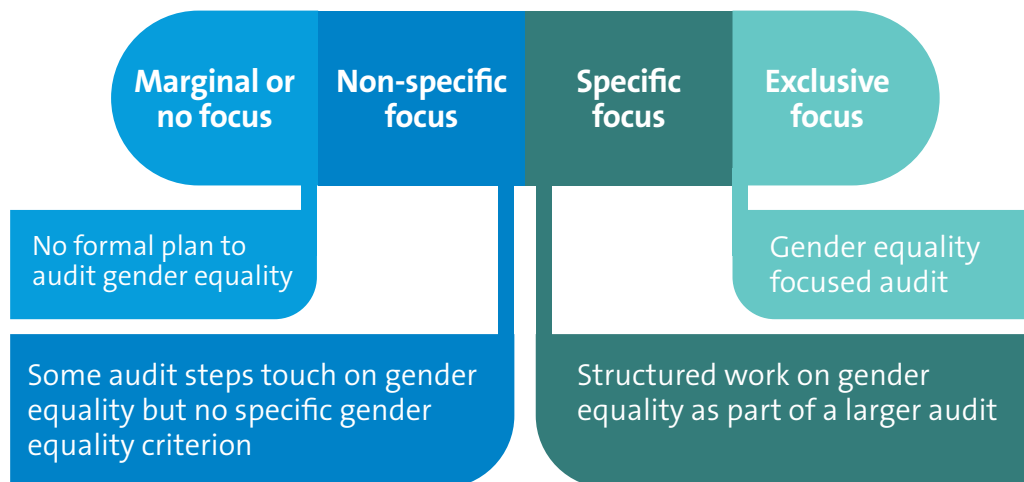 Marginal or
no focus
Non-specific
focus
Specific
focus
Exclusive
focus
No formal plan to
audit gender equality
Gender equality
focused audit
Some audit steps touch on gender
equality but no specific gender
equality criterion
Structured work on gender
equality as part of a larger audit